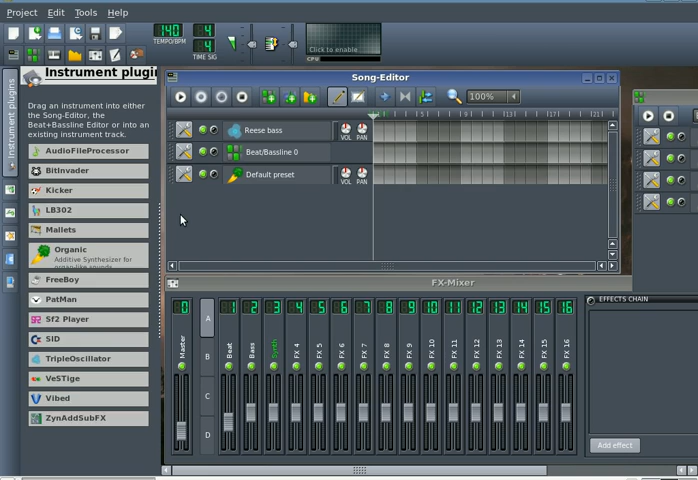 Project Edit Tools Help
140
TEMPO/BPM
4
4
TIME SIG
Click to enable
CPU
Instrument plugins
Instrument plugi
Drag an instrument into either
the Song-Editor, the
Beat+Bassline Editor or into an
existing instrument track.
AudioFileProcessor
BitInvader
Kicker
LB302
Mallets
Organic
Additive Synthesizer for
organ-like sounds
FreeBoy
PatMan
Sf2 Player
SID
TripleOscillator
VeSTige
Vibed
ZynAddSubFX
Song-Editor
100%
Reese bass
VOL PAN
Beat/Bassline 0
Default preset
VOL PAN
FX-Mixer
0 1 2 3 4 5 6 7 8 9 10 11 12 13 14 15 16
A
B
C
D
Master Beat Bass Synth FX 4 FX 5 FX 6 FX 7 FX 8 FX 9 FX 10 FX 11 FX 12 FX 13 FX 14 FX 15 FX 16
EFFECTS CHAIN
Add effect